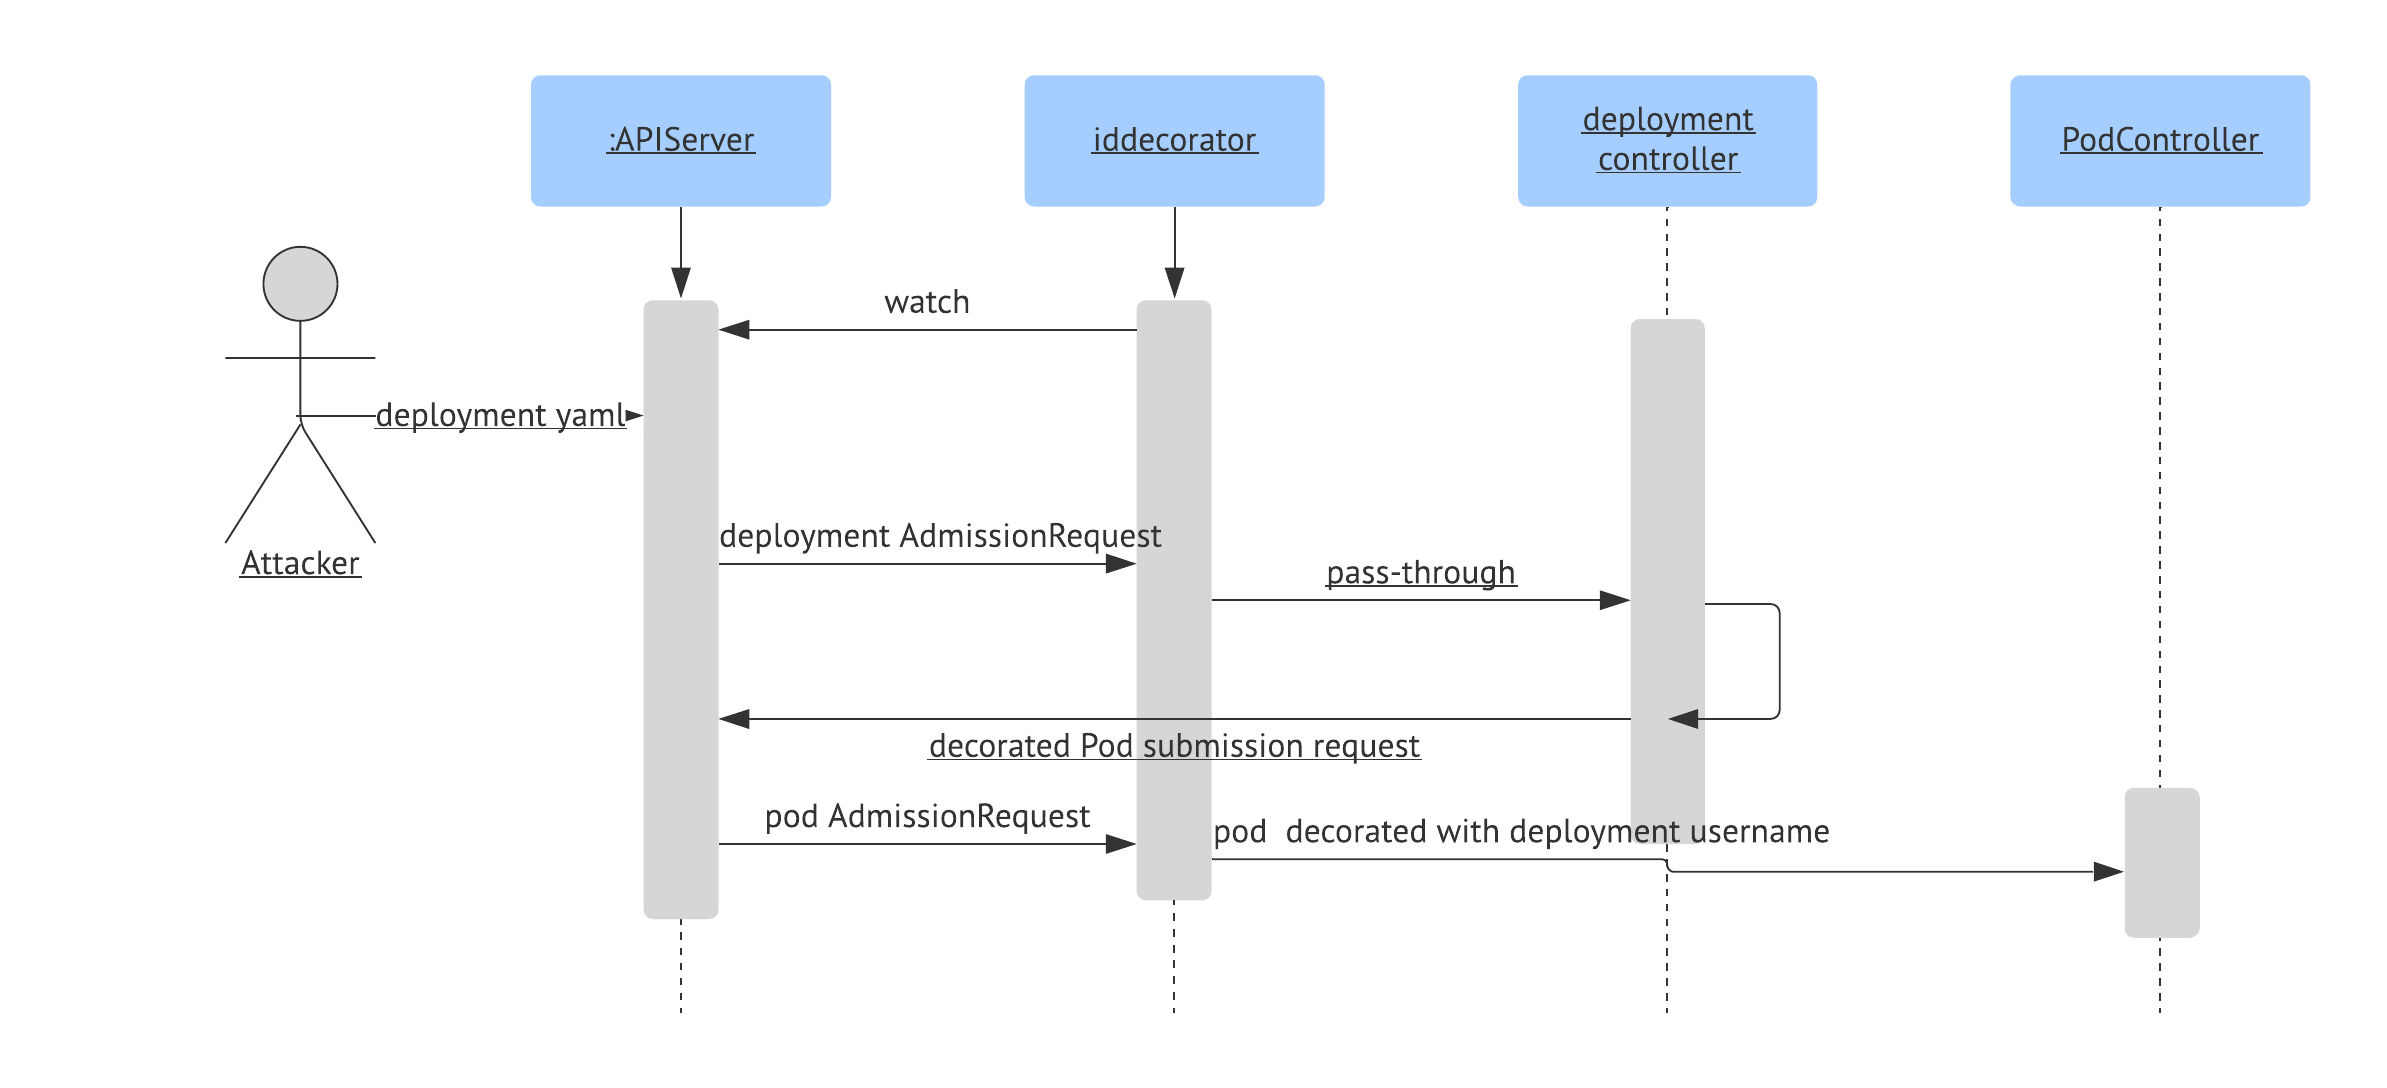 :APIServer
iddecorator
deployment
controller
PodController
watch
deployment yaml
deployment AdmissionRequest
Attacker
pass-through
decorated Pod submission request
pod AdmissionRequest
pod  decorated with deployment username